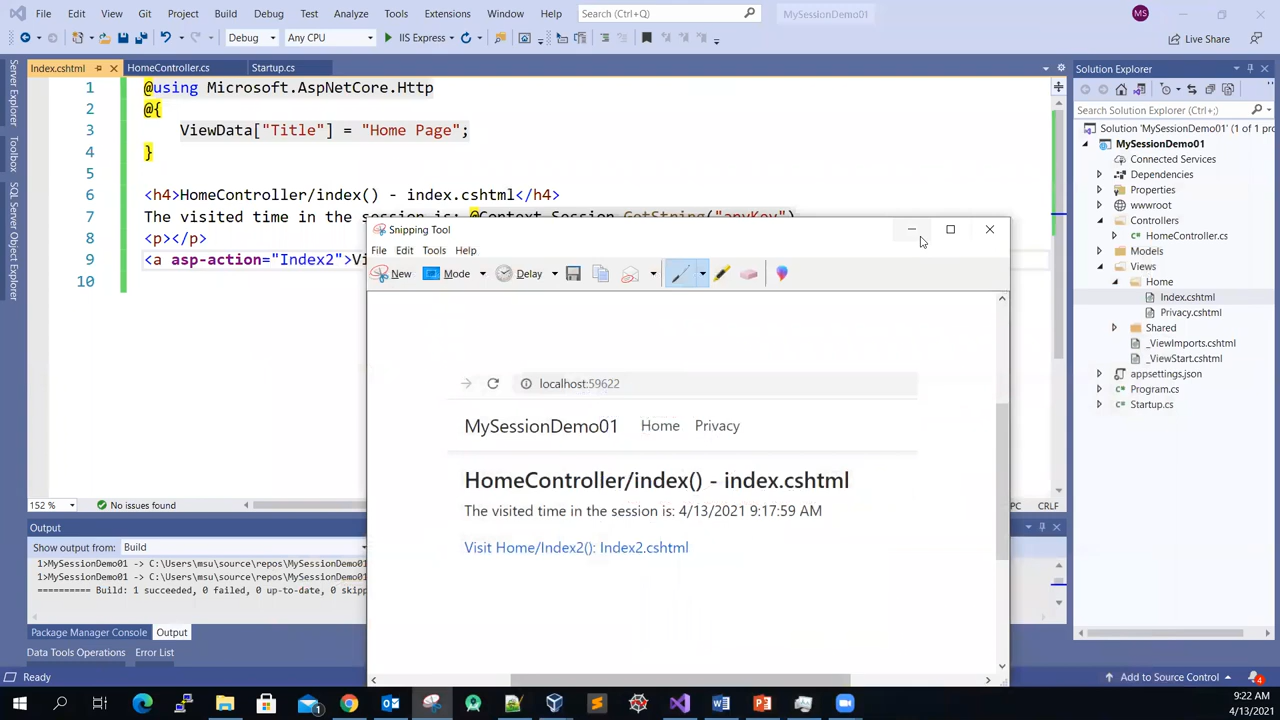 File Edit View Git Project Build Debug Test Analyze Tools Extensions Window Help Search (Ctrl+Q) MySessionDemo01 MS
Debug Any CPU IIS Express Live Share
Server Explorer
Toolbox
SQL Server Object Explorer
Index.cshtml HomeController.cs Startup.cs
1 @using Microsoft.AspNetCore.Http
2 @{
3 ViewData["Title"] = "Home Page";
4 }
5
6 <h4>HomeController/index() - index.cshtml</h4>
7 The visited time in the session is: @Context.Session.GetString("anyKey")
8 <p></p>
9 <a asp-action="Index2">Vi
10
152 % No issues found
PC CRLF
Snipping Tool
File Edit Tools Help
New Mode Delay
localhost:59622
MySessionDemo01 Home Privacy
HomeController/index() - index.cshtml
The visited time in the session is: 4/13/2021 9:17:59 AM
Visit Home/Index2(): Index2.cshtml
Output
Show output from: Build
1>MySessionDemo01 -> C:\Users\msu\source\repos\MySessionDemo01
1>MySessionDemo01 -> C:\Users\msu\source\repos\MySessionDemo01
========== Build: 1 succeeded, 0 failed, 0 up-to-date, 0 skipp
Package Manager Console Output
Data Tools Operations Error List
Solution Explorer
Search Solution Explorer (Ctrl+;)
Solution 'MySessionDemo01' (1 of 1 pro
MySessionDemo01
Connected Services
Dependencies
Properties
wwwroot
Controllers
HomeController.cs
Models
Views
Home
Index.cshtml
Privacy.cshtml
Shared
_ViewImports.cshtml
_ViewStart.cshtml
appsettings.json
Program.cs
Startup.cs
Ready Add to Source Control 4
9:22 AM
4/13/2021